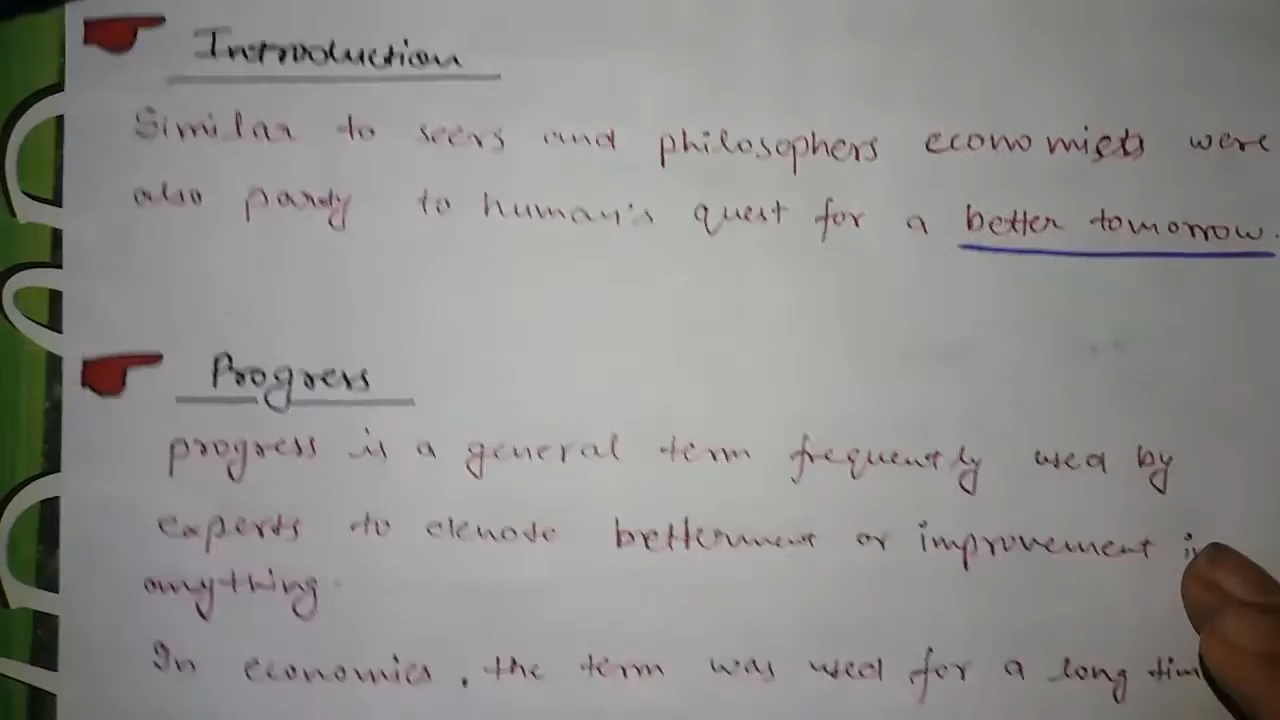 Introduction
Similar to seers and philosophers economists were
also party to human's quest for a better tomorrow.
Progress
progress is a general term frequently used by
experts to denote betterment or improvement in
anything.
In economics, the term was used for a long time